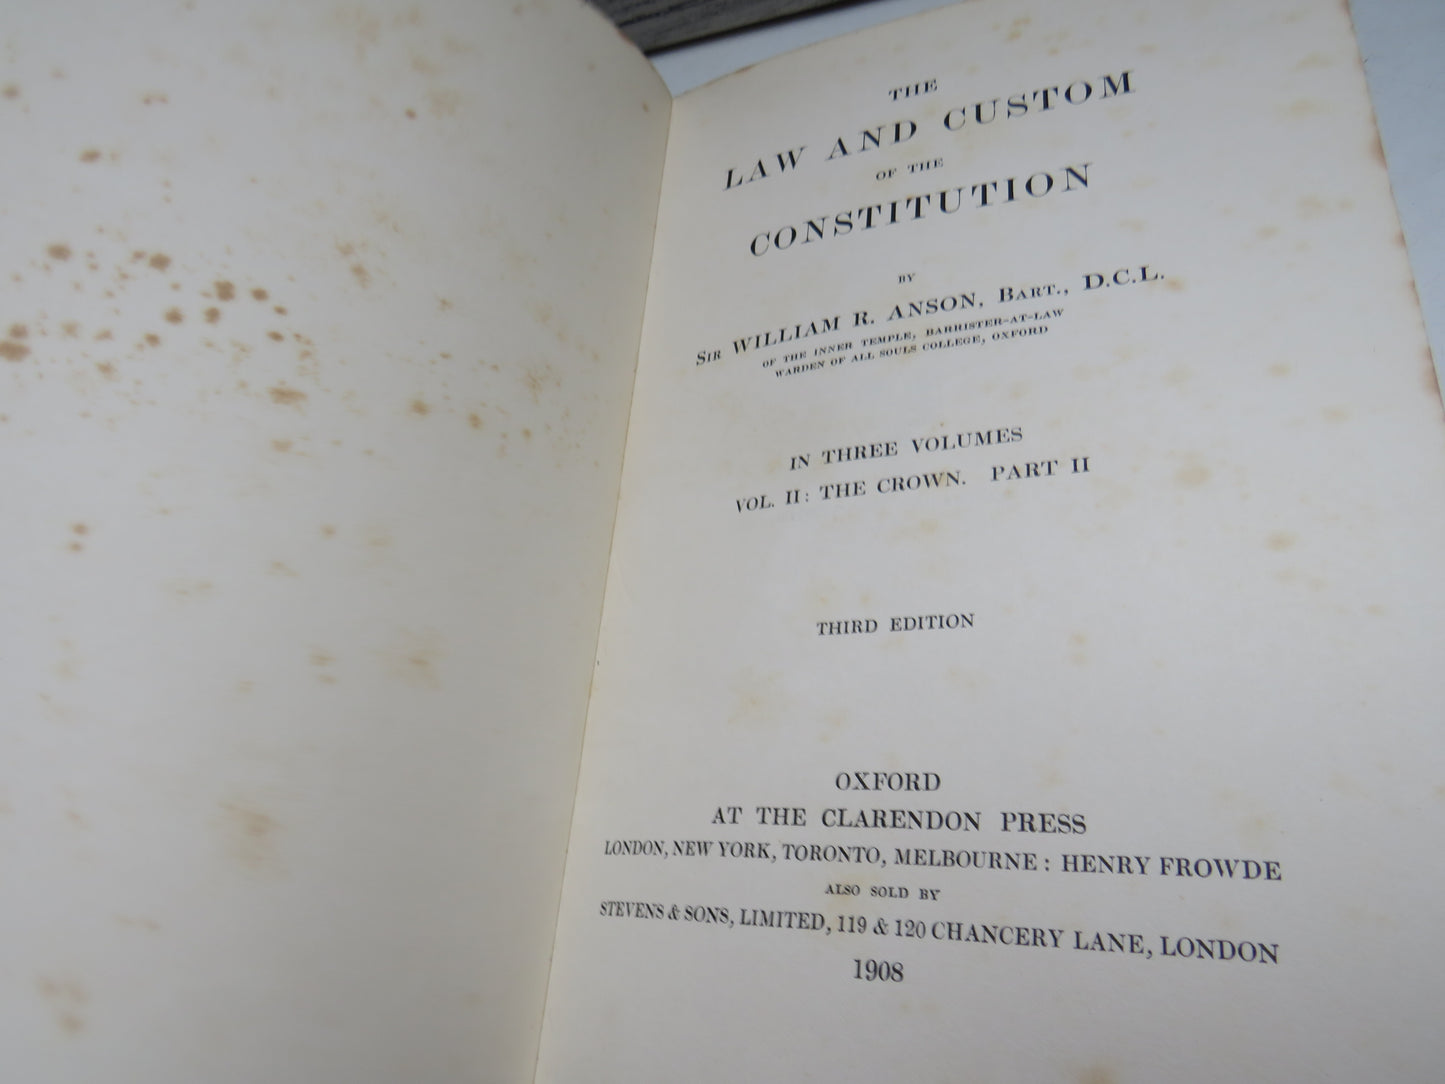 THE
LAW AND CUSTOM
OF THE
CONSTITUTION
BY
SIR WILLIAM R. ANSON, BART., D.C.L.
OF THE INNER TEMPLE, BARRISTER-AT-LAW
WARDEN OF ALL SOULS COLLEGE, OXFORD
IN THREE VOLUMES
VOL. II: THE CROWN. PART II
THIRD EDITION
OXFORD
AT THE CLARENDON PRESS
LONDON, NEW YORK, TORONTO, MELBOURNE: HENRY FROWDE
ALSO SOLD BY
STEVENS & SONS, LIMITED, 119 & 120 CHANCERY LANE, LONDON
1908